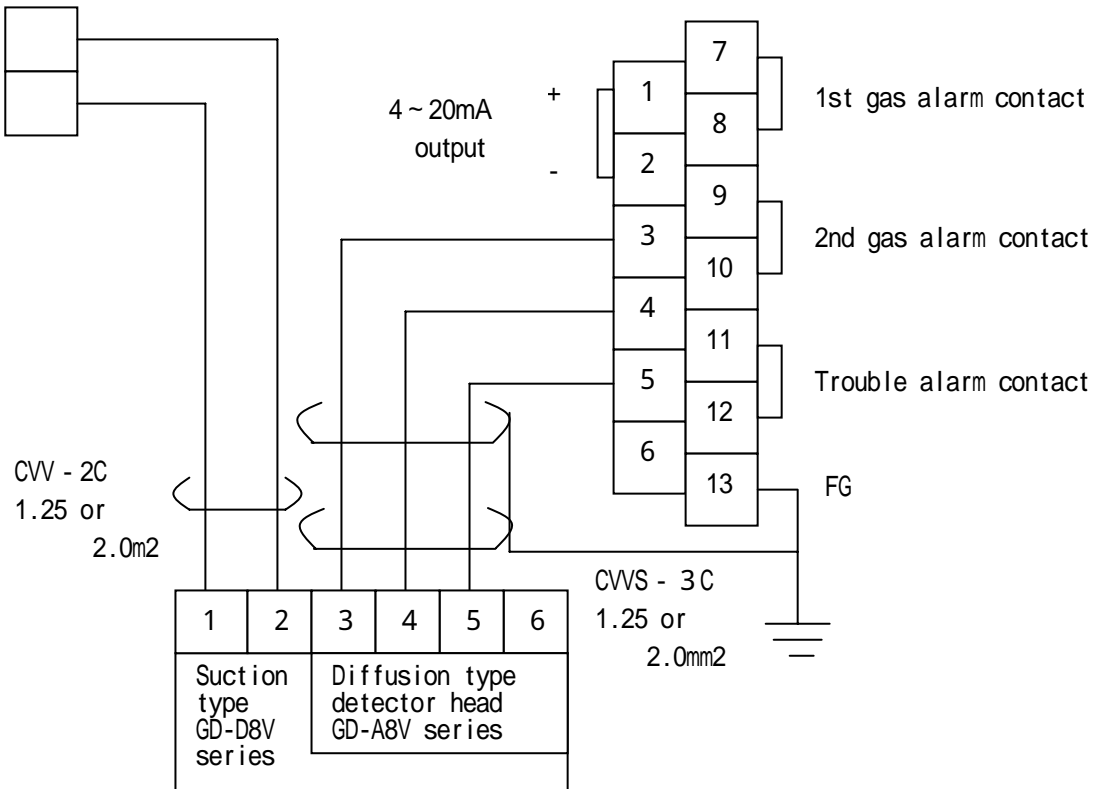 4~20mA
output
+
-
1
2
3
4
5
6
7
8
9
10
11
12
13
1st gas alarm contact
2nd gas alarm contact
Trouble alarm contact
FG
CVV - 2C
1.25 or
2.0m2
CVVS - 3C
1.25 or
2.0mm2
1 2 3 4 5 6
Suction
type
GD-D8V
series
Diffusion type
detector head
GD-A8V series